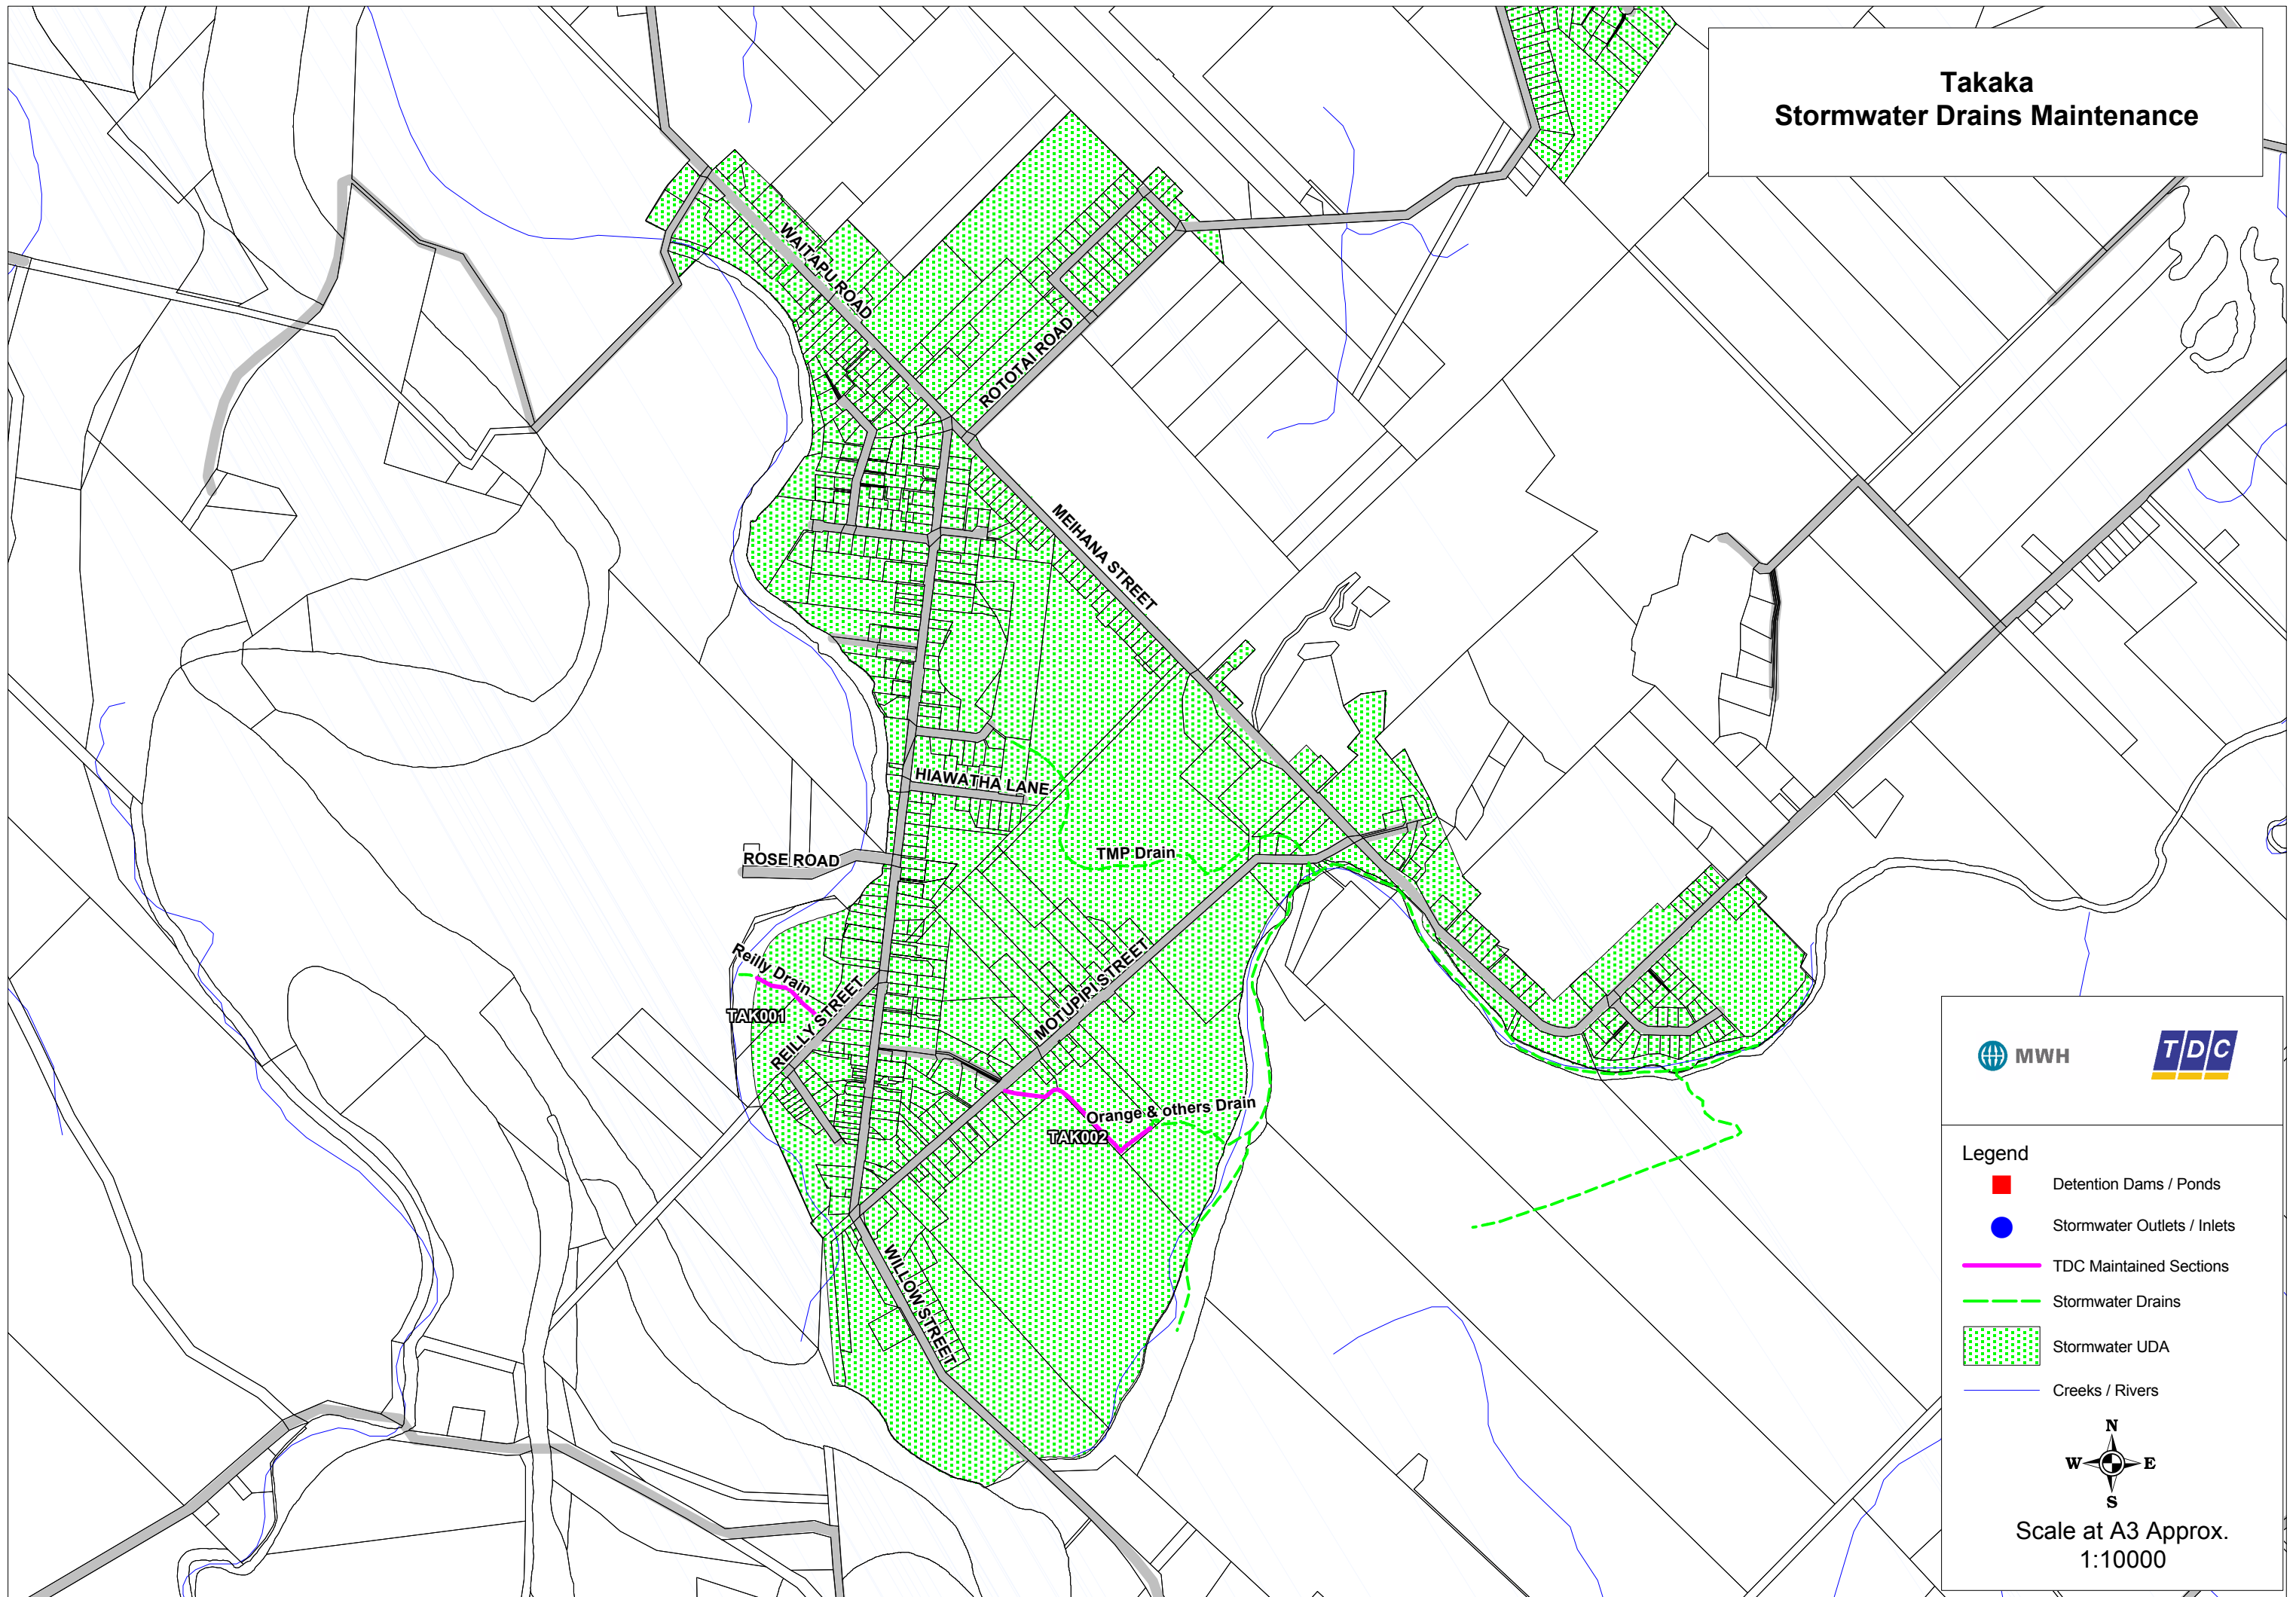 Takaka
Stormwater Drains Maintenance
WAITAPU ROAD
ROTOTAI ROAD
MEIHANA STREET
HIAWATHA LANE
ROSE ROAD
TMP Drain
Reilly Drain
TAK001
REILLY STREET
MOTUPIPI STREET
Orange & others Drain
TAK002
WILLOW STREET
MWH
TDC
Legend
Detention Dams / Ponds
Stormwater Outlets / Inlets
TDC Maintained Sections
Stormwater Drains
Stormwater UDA
Creeks / Rivers
N
W E
S
Scale at A3 Approx.
1:10000